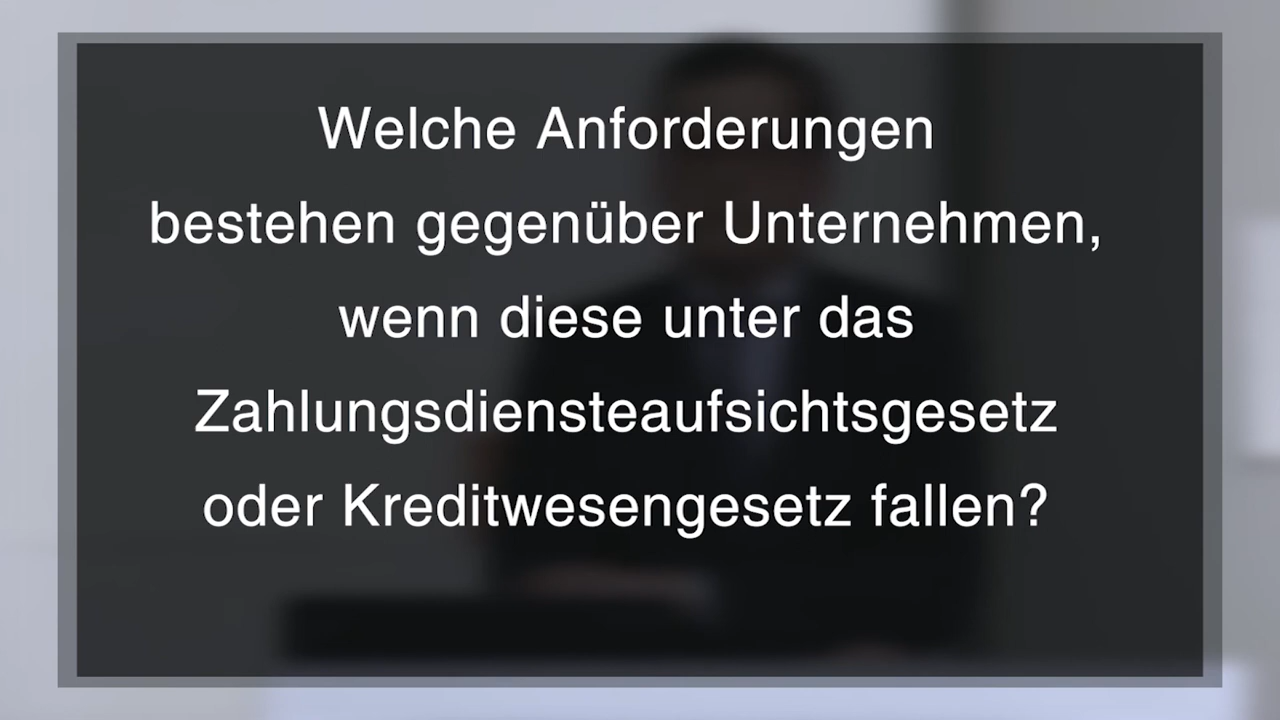 Welche Anforderungen
bestehen gegenüber Unternehmen,
wenn diese unter das
Zahlungsdiensteaufsichtsgesetz
oder Kreditwesengesetz fallen?